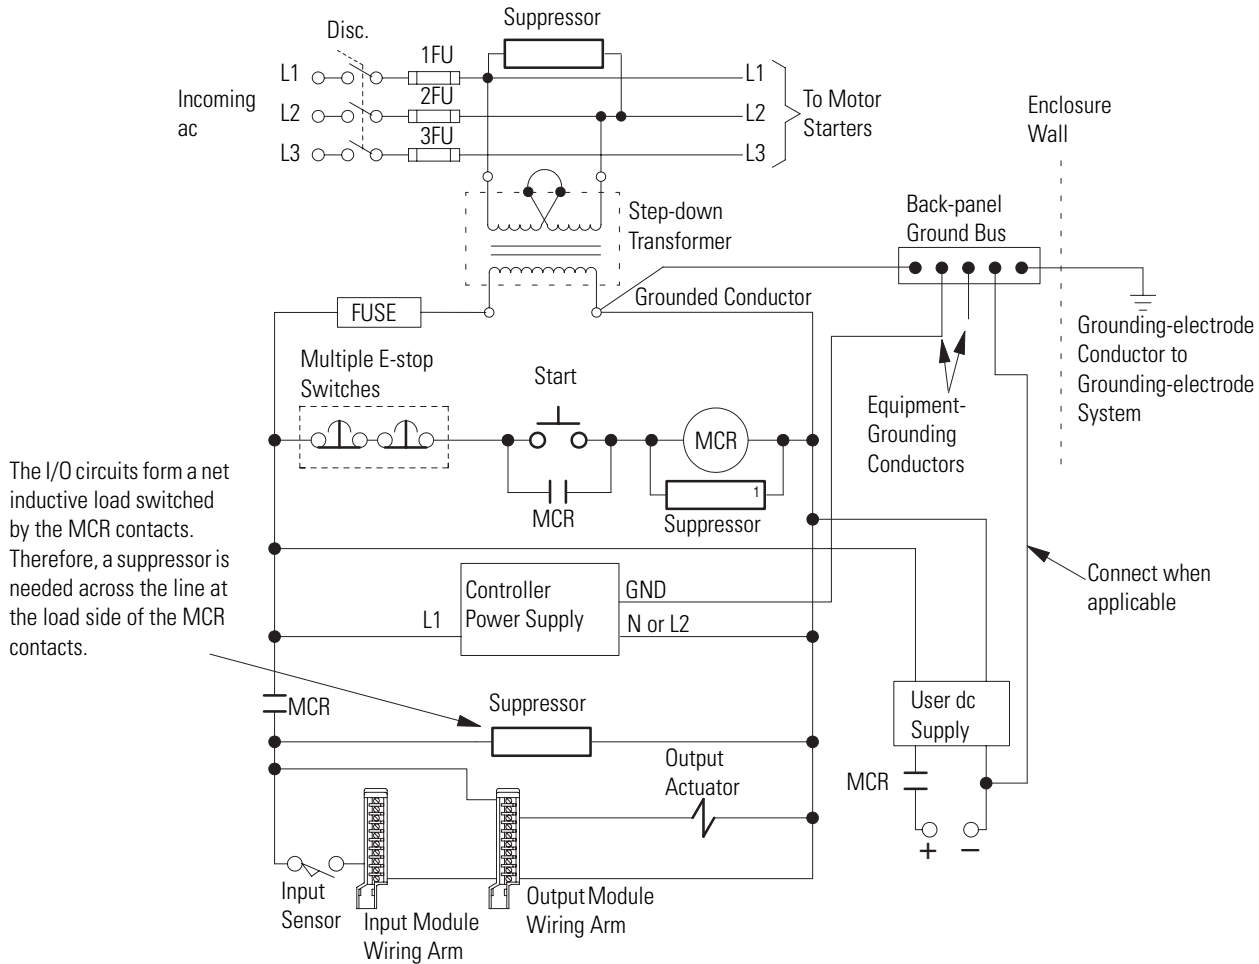 Suppressor
Disc.
1FU
L1
L1
Incoming
ac
2FU
L2
L2
To Motor
Starters
3FU
L3
L3
Enclosure
Wall
Step-down
Transformer
Back-panel
Ground Bus
Grounded Conductor
FUSE
Grounding-electrode
Conductor to
Grounding-electrode
System
Multiple E-stop
Switches
Start
Equipment-
Grounding
Conductors
MCR
The I/O circuits form a net
inductive load switched
by the MCR contacts.
Therefore, a suppressor is
needed across the line at
the load side of the MCR
contacts.
1
MCR
Suppressor
Connect when
applicable
Controller
Power Supply
GND
L1
N or L2
MCR
Suppressor
User dc
Supply
Output
Actuator
MCR
+
–
Input
Sensor
Input Module
Wiring Arm
Output Module
Wiring Arm